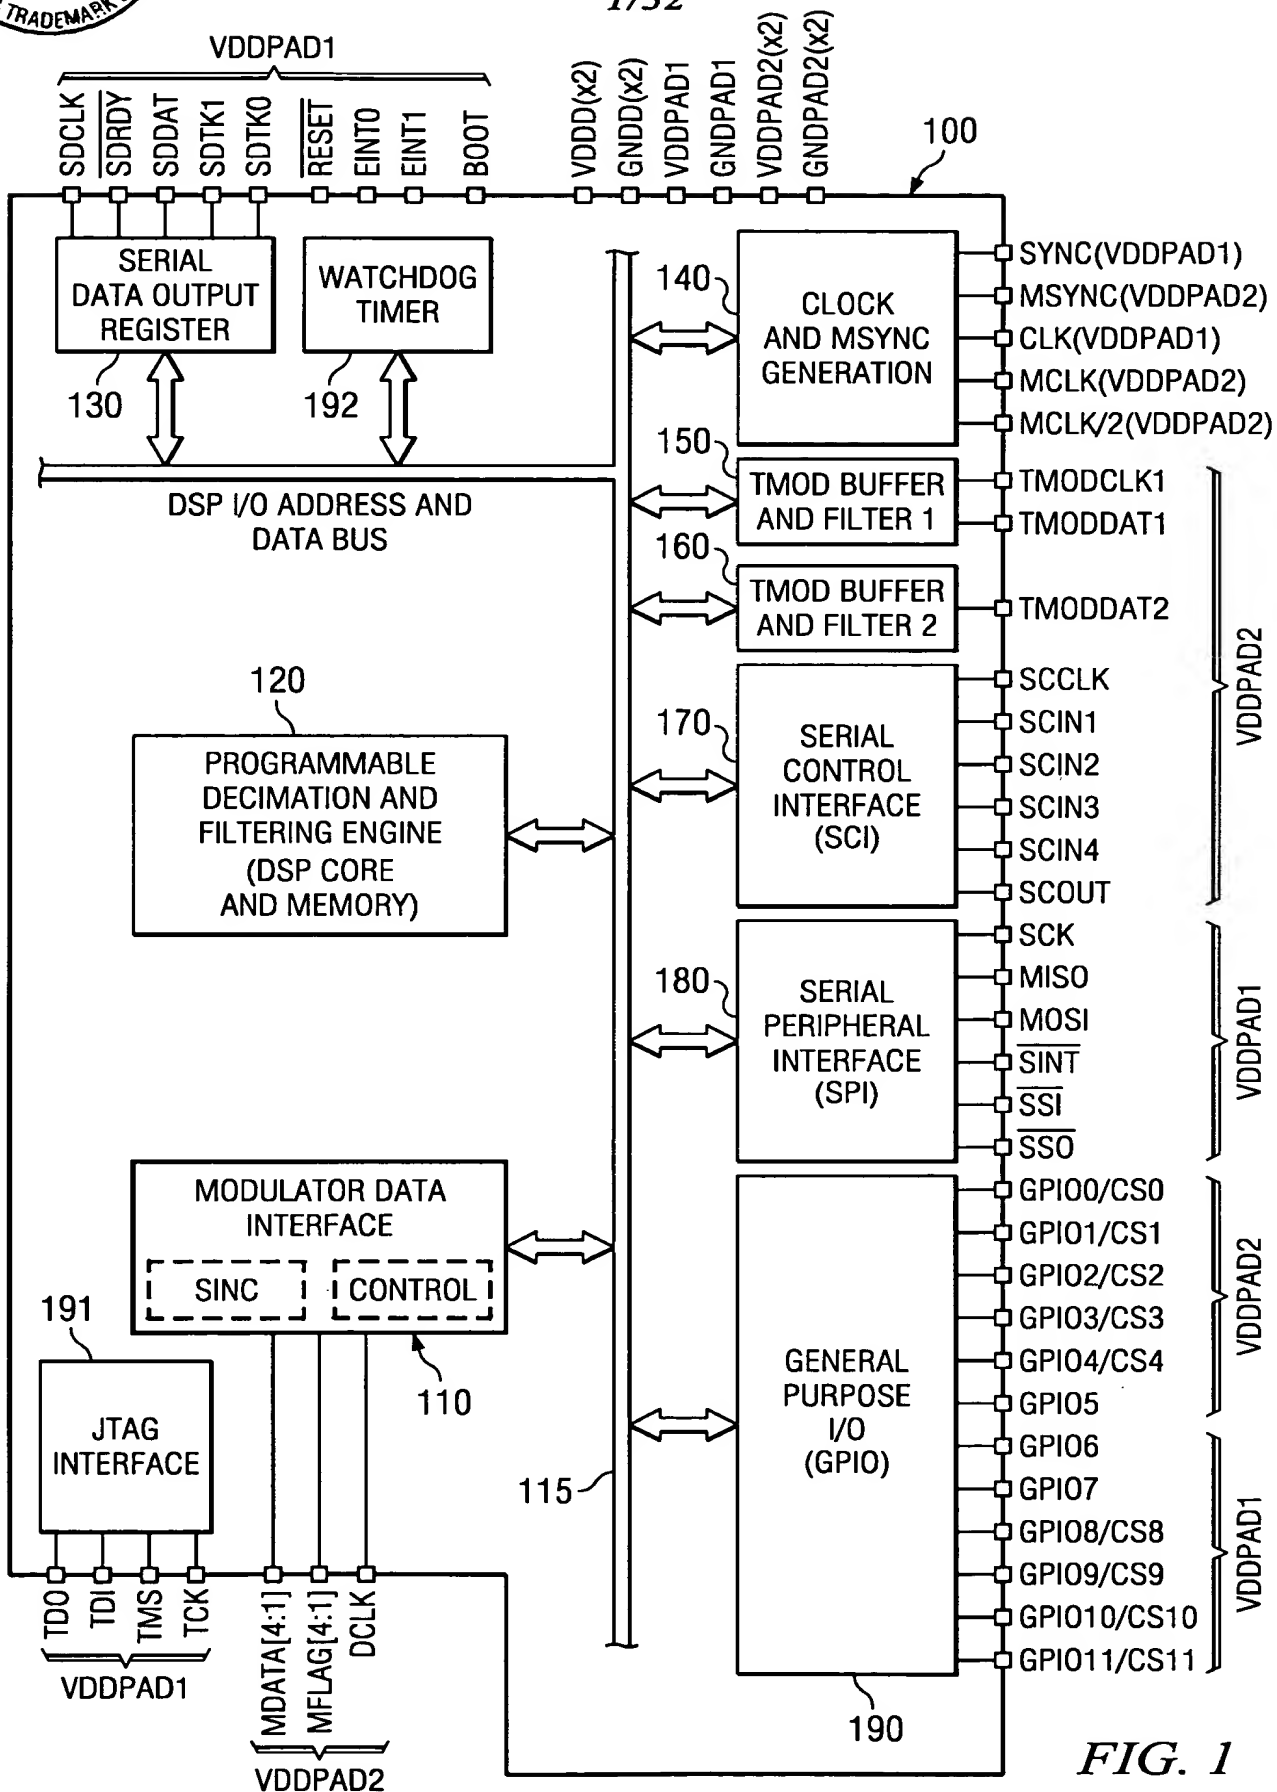 TRADEMARK
1/52
VDDPAD1
SDCLK
SDRDY
SDDAT
SDTK1
SDTK0
RESET
EINT0
EINT1
BOOT
VDDD(x2)
GNDD(x2)
VDDPAD1
GNDPAD1
VDDPAD2(x2)
GNDPAD2(x2)
100
SERIAL
DATA OUTPUT
REGISTER
130
WATCHDOG
TIMER
192
DSP I/O ADDRESS AND
DATA BUS
140
CLOCK
AND MSYNC
GENERATION
SYNC(VDDPAD1)
MSYNC(VDDPAD2)
CLK(VDDPAD1)
MCLK(VDDPAD2)
MCLK/2(VDDPAD2)
150
TMOD BUFFER
AND FILTER 1
TMODCLK1
TMODDAT1
160
TMOD BUFFER
AND FILTER 2
TMODDAT2
120
PROGRAMMABLE
DECIMATION AND
FILTERING ENGINE
(DSP CORE
AND MEMORY)
170
SERIAL
CONTROL
INTERFACE
(SCI)
SCCLK
SCIN1
SCIN2
SCIN3
SCIN4
SCOUT
VDDPAD2
180
SERIAL
PERIPHERAL
INTERFACE
(SPI)
SCK
MISO
MOSI
SINT
SSI
SSO
VDDPAD1
MODULATOR DATA
INTERFACE
SINC
CONTROL
110
191
JTAG
INTERFACE
115
GENERAL
PURPOSE
I/O
(GPIO)
190
GPIO0/CS0
GPIO1/CS1
GPIO2/CS2
GPIO3/CS3
GPIO4/CS4
GPIO5
VDDPAD2
GPIO6
GPIO7
GPIO8/CS8
GPIO9/CS9
GPIO10/CS10
GPIO11/CS11
VDDPAD1
TDO
TDI
TMS
TCK
VDDPAD1
MDATA[4:1]
MFLAG[4:1]
DCLK
VDDPAD2
FIG. 1